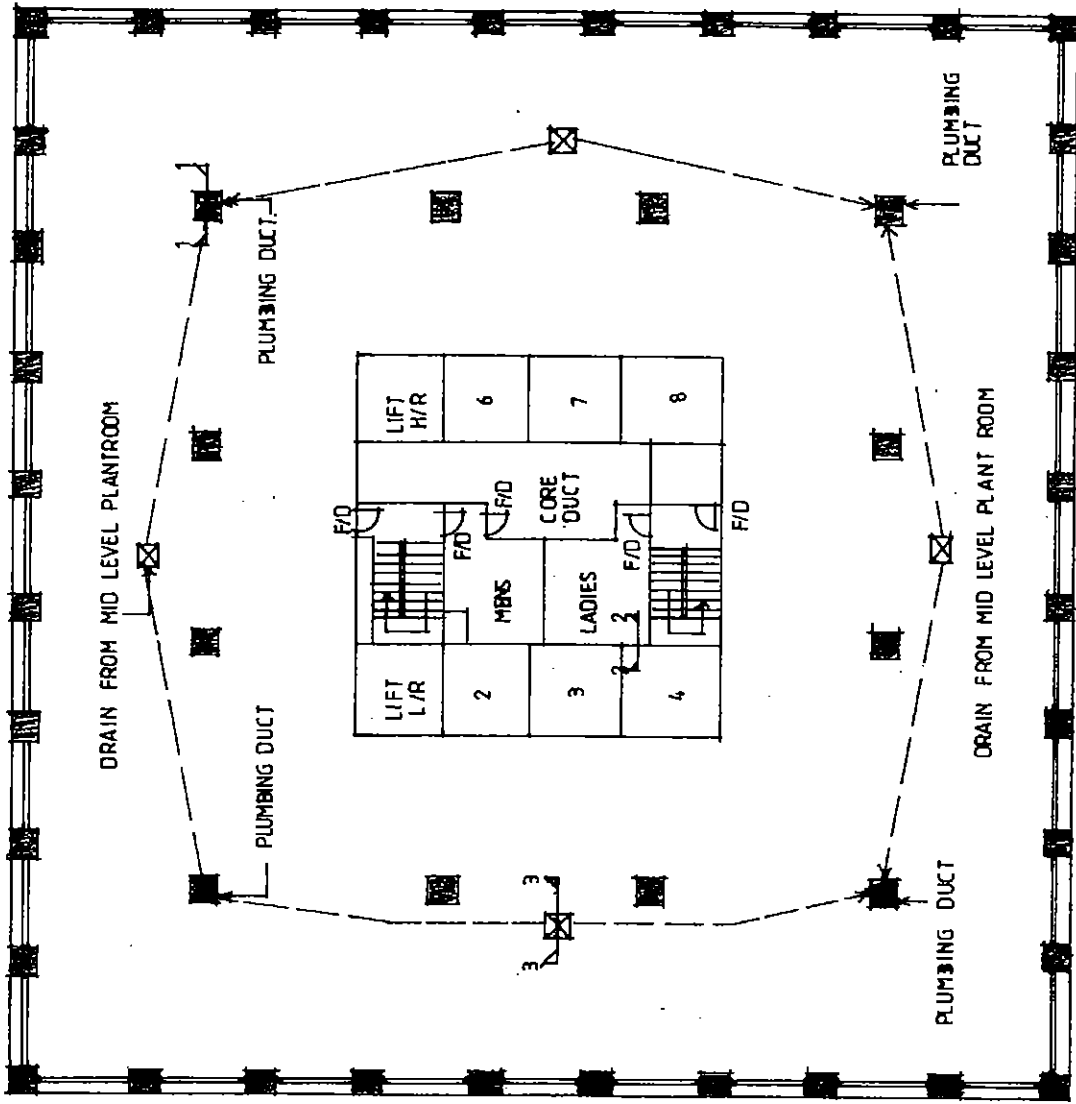 DRAIN FROM MID LEVEL PLANTROOM
PLUMBING DUCT
PLUMBING DUCT.
1
1
LIFT
L/R
2
3
4
MENS
LADIES
2
2
F/D
F/D
F/D
F/D
F/D
CORE
DUCT
LIFT
H/R
6
7
8
3
3
PLUMBING DUCT
PLUMBING
DUCT
DRAIN FROM MID LEVEL PLANT ROOM